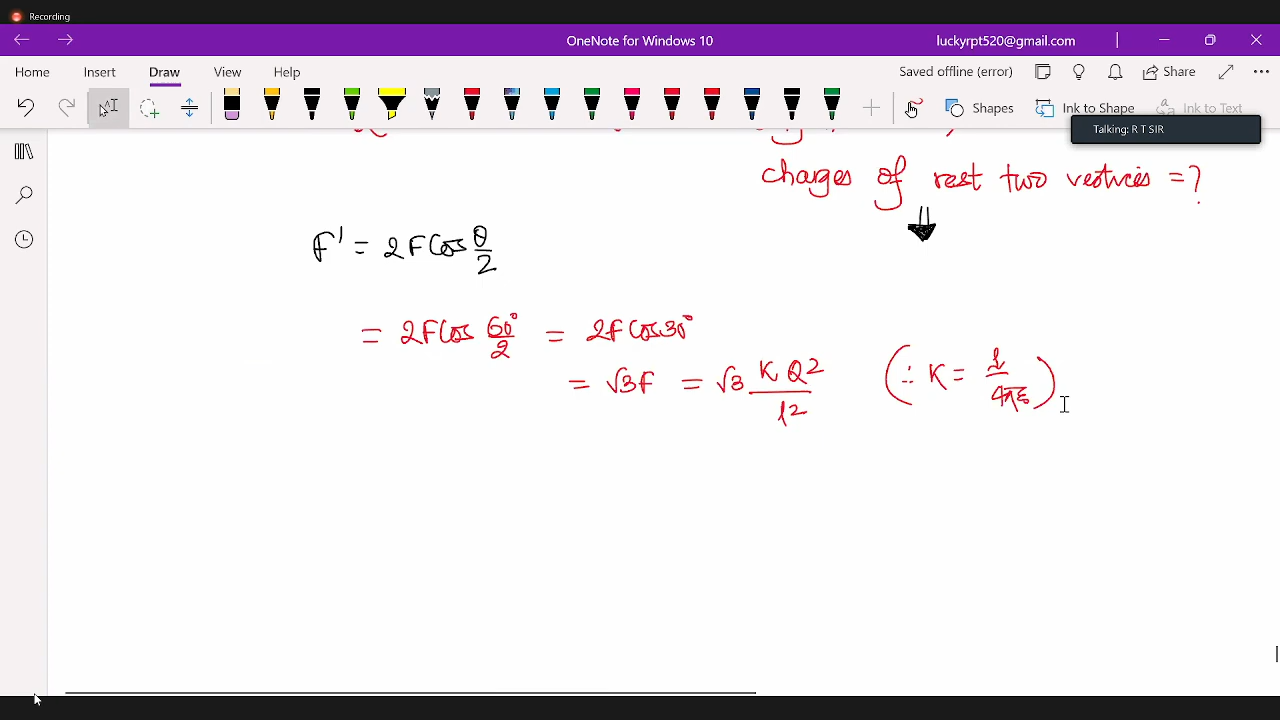 Recording
OneNote for Windows 10
luckyrpt520@gmail.com
Home Insert Draw View Help
Saved offline (error)
Share
Shapes
Ink to Shape
Ink to Text
Talking: R T SIR
charges of rest two vertices =?
F' = 2F Cos θ/2
= 2F Cos 60°/2 = 2F Cos 30°
= √3F = √3 K Q²/l² (∴ K = 1/4πε)